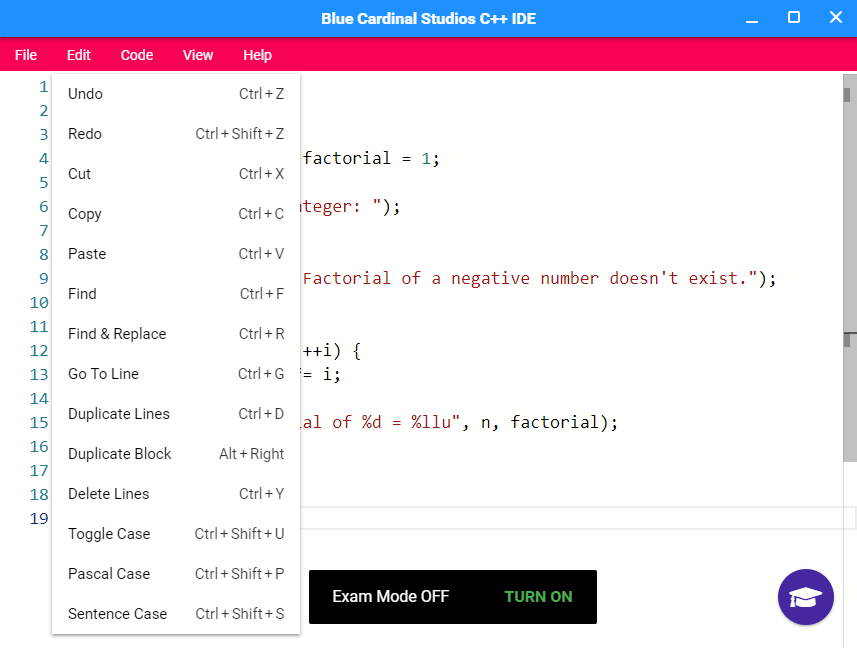 Blue Cardinal Studios C++ IDE
File Edit Code View Help
1
2
3
4 factorial = 1;
5
6 nteger: ");
7
8
9 Factorial of a negative number doesn't exist.");
10
11
12 ++i) {
13 = i;
14
15 al of %d = %llu", n, factorial);
16
17
18
19
Undo Ctrl+Z
Redo Ctrl+Shift+Z
Cut Ctrl+X
Copy Ctrl+C
Paste Ctrl+V
Find Ctrl+F
Find & Replace Ctrl+R
Go To Line Ctrl+G
Duplicate Lines Ctrl+D
Duplicate Block Alt+Right
Delete Lines Ctrl+Y
Toggle Case Ctrl+Shift+U
Pascal Case Ctrl+Shift+P
Sentence Case Ctrl+Shift+S
Exam Mode OFF TURN ON